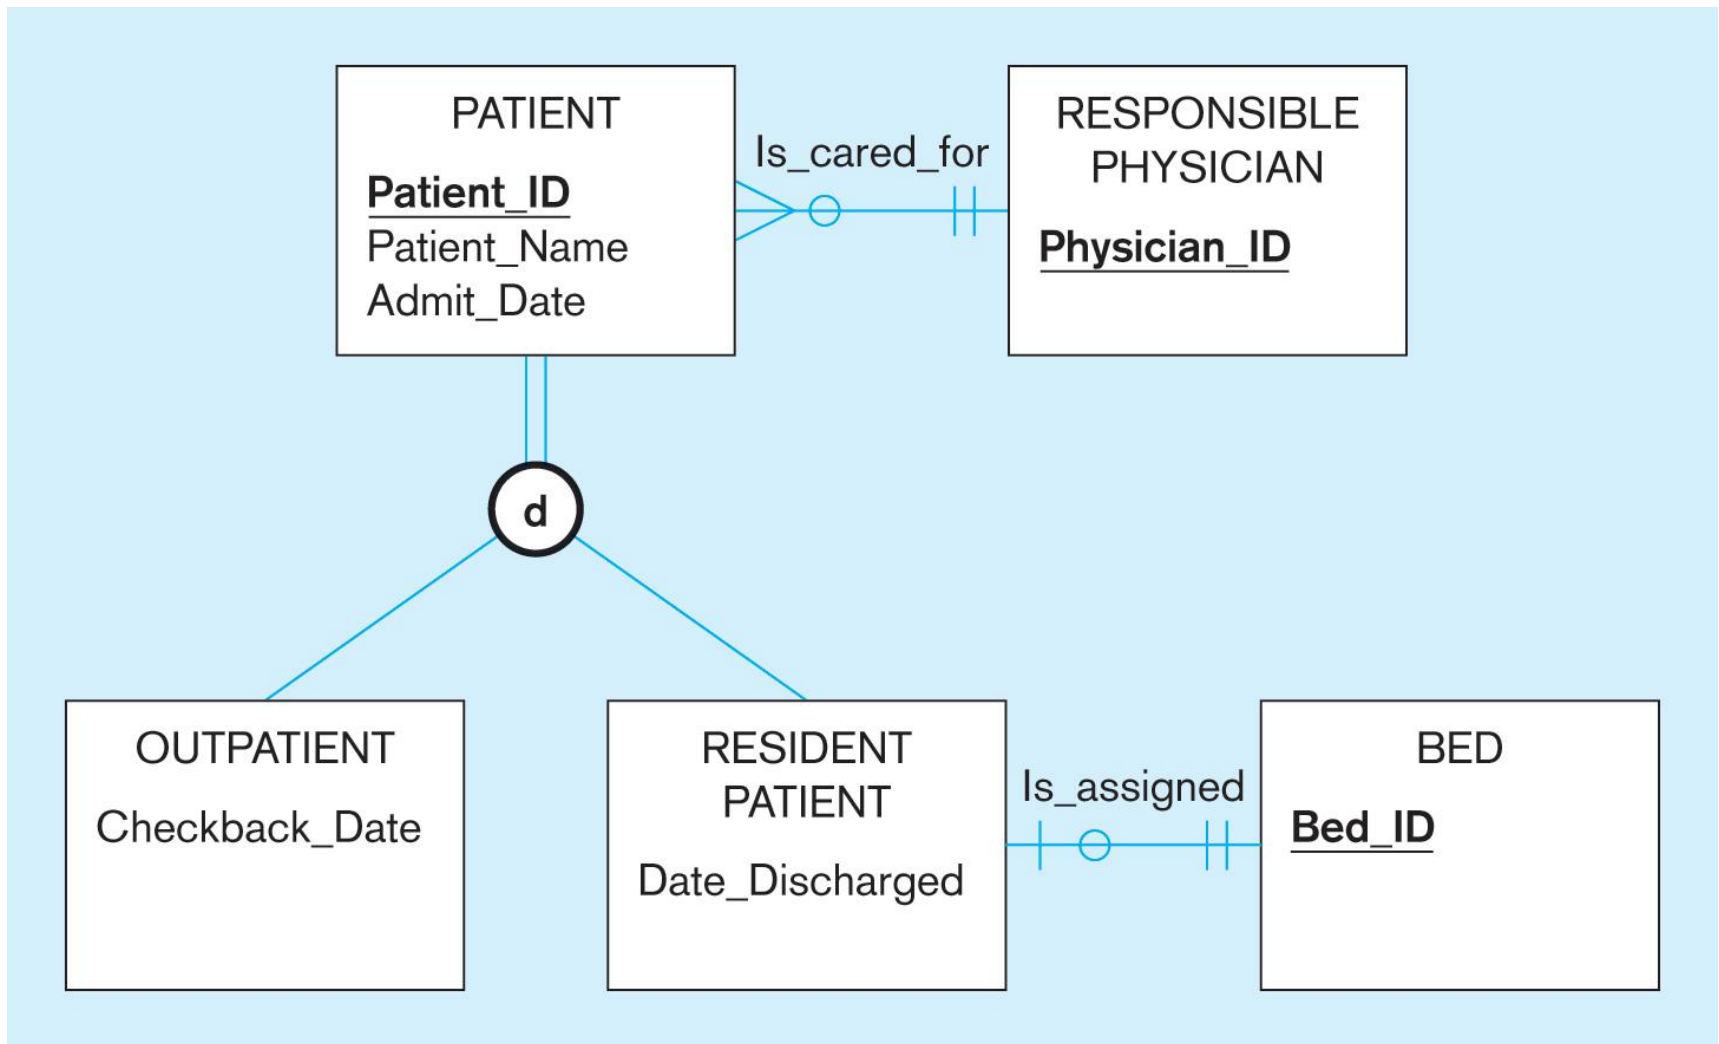 PATIENT
Patient_ID
Patient_Name
Admit_Date
Is_cared_for
RESPONSIBLE
PHYSICIAN
Physician_ID
d
OUTPATIENT
Checkback_Date
RESIDENT
PATIENT
Date_Discharged
Is_assigned
BED
Bed_ID